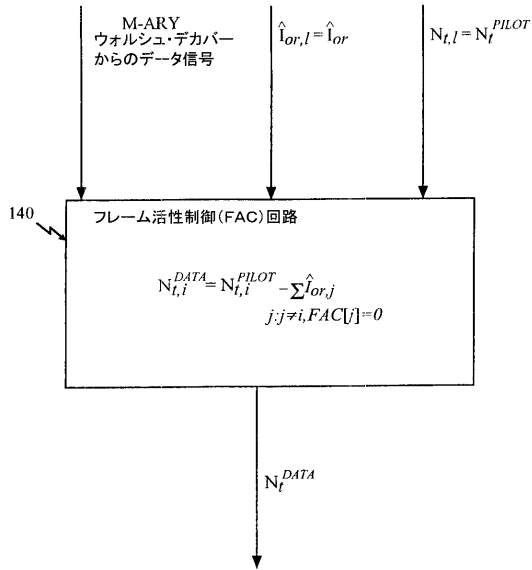 M-ARY
ウォルシュ・デカバー
からのデータ信号
Î_{or,l} = Î_{or}
N_{t,l} = N_t^{PILOT}
140
フレーム活性制御(FAC)回路
N_{t,i}^{DATA} = N_{t,i}^{PILOT} - ∑Î_{or,j}
j:j≠i,FAC[j]=0
N_t^{DATA}